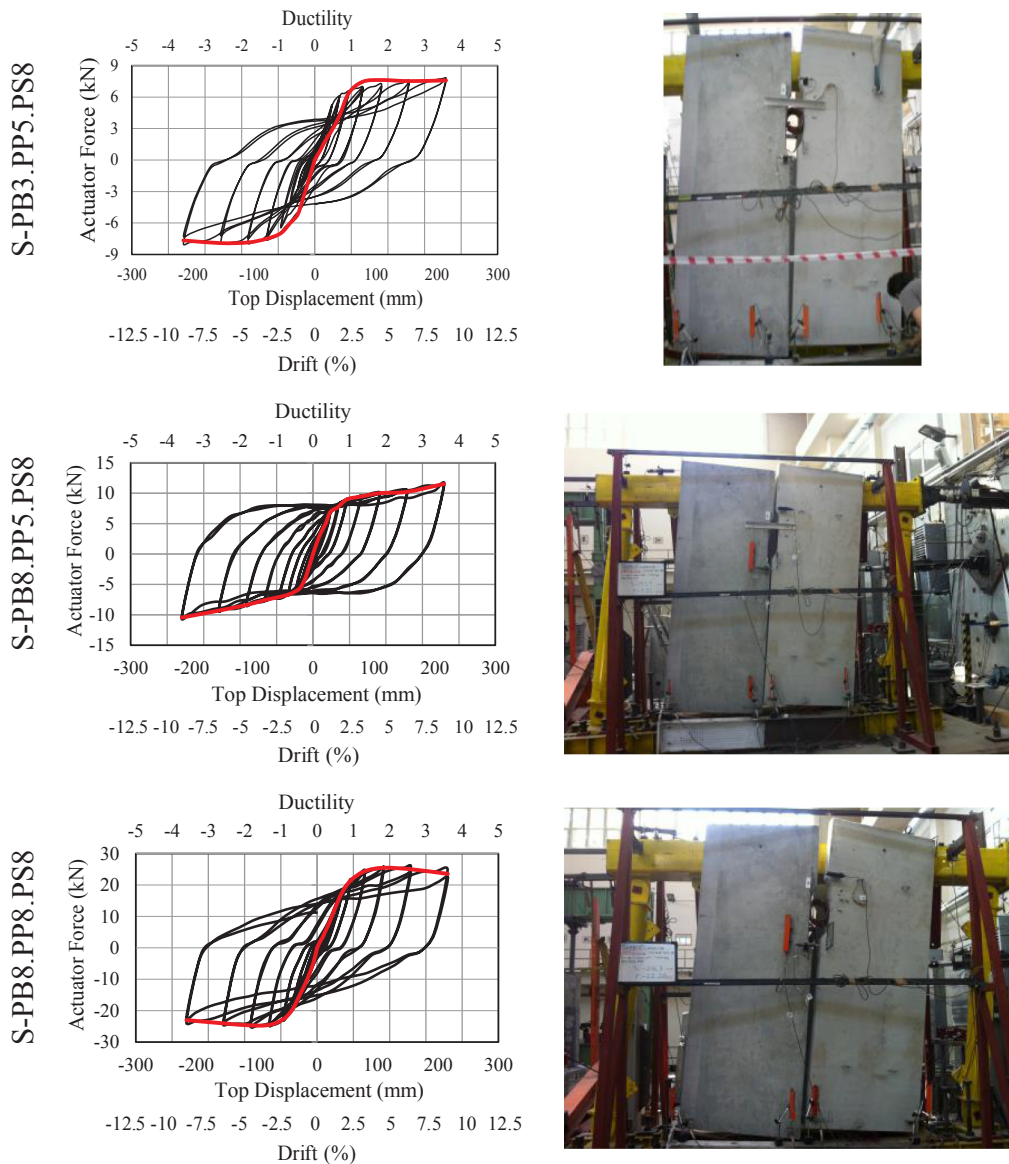 Ductility
-5 -4 -3 -2 -1 0 1 2 3 4 5
S-PB3.PP5.PS8
Actuator Force (kN)
9
6
3
0
-3
-6
-9
-300 -200 -100 0 100 200 300
Top Displacement (mm)
-12.5 -10 -7.5 -5 -2.5 0 2.5 5 7.5 10 12.5
Drift (%)
Ductility
-5 -4 -3 -2 -1 0 1 2 3 4 5
S-PB8.PP5.PS8
Actuator Force (kN)
15
10
5
0
-5
-10
-15
-300 -200 -100 0 100 200 300
Top Displacement (mm)
-12.5 -10 -7.5 -5 -2.5 0 2.5 5 7.5 10 12.5
Drift (%)
Ductility
-5 -4 -3 -2 -1 0 1 2 3 4 5
S-PB8.PP8.PS8
Actuator Force (kN)
30
20
10
0
-10
-20
-30
-300 -200 -100 0 100 200 300
Top Displacement (mm)
-12.5 -10 -7.5 -5 -2.5 0 2.5 5 7.5 10 12.5
Drift (%)